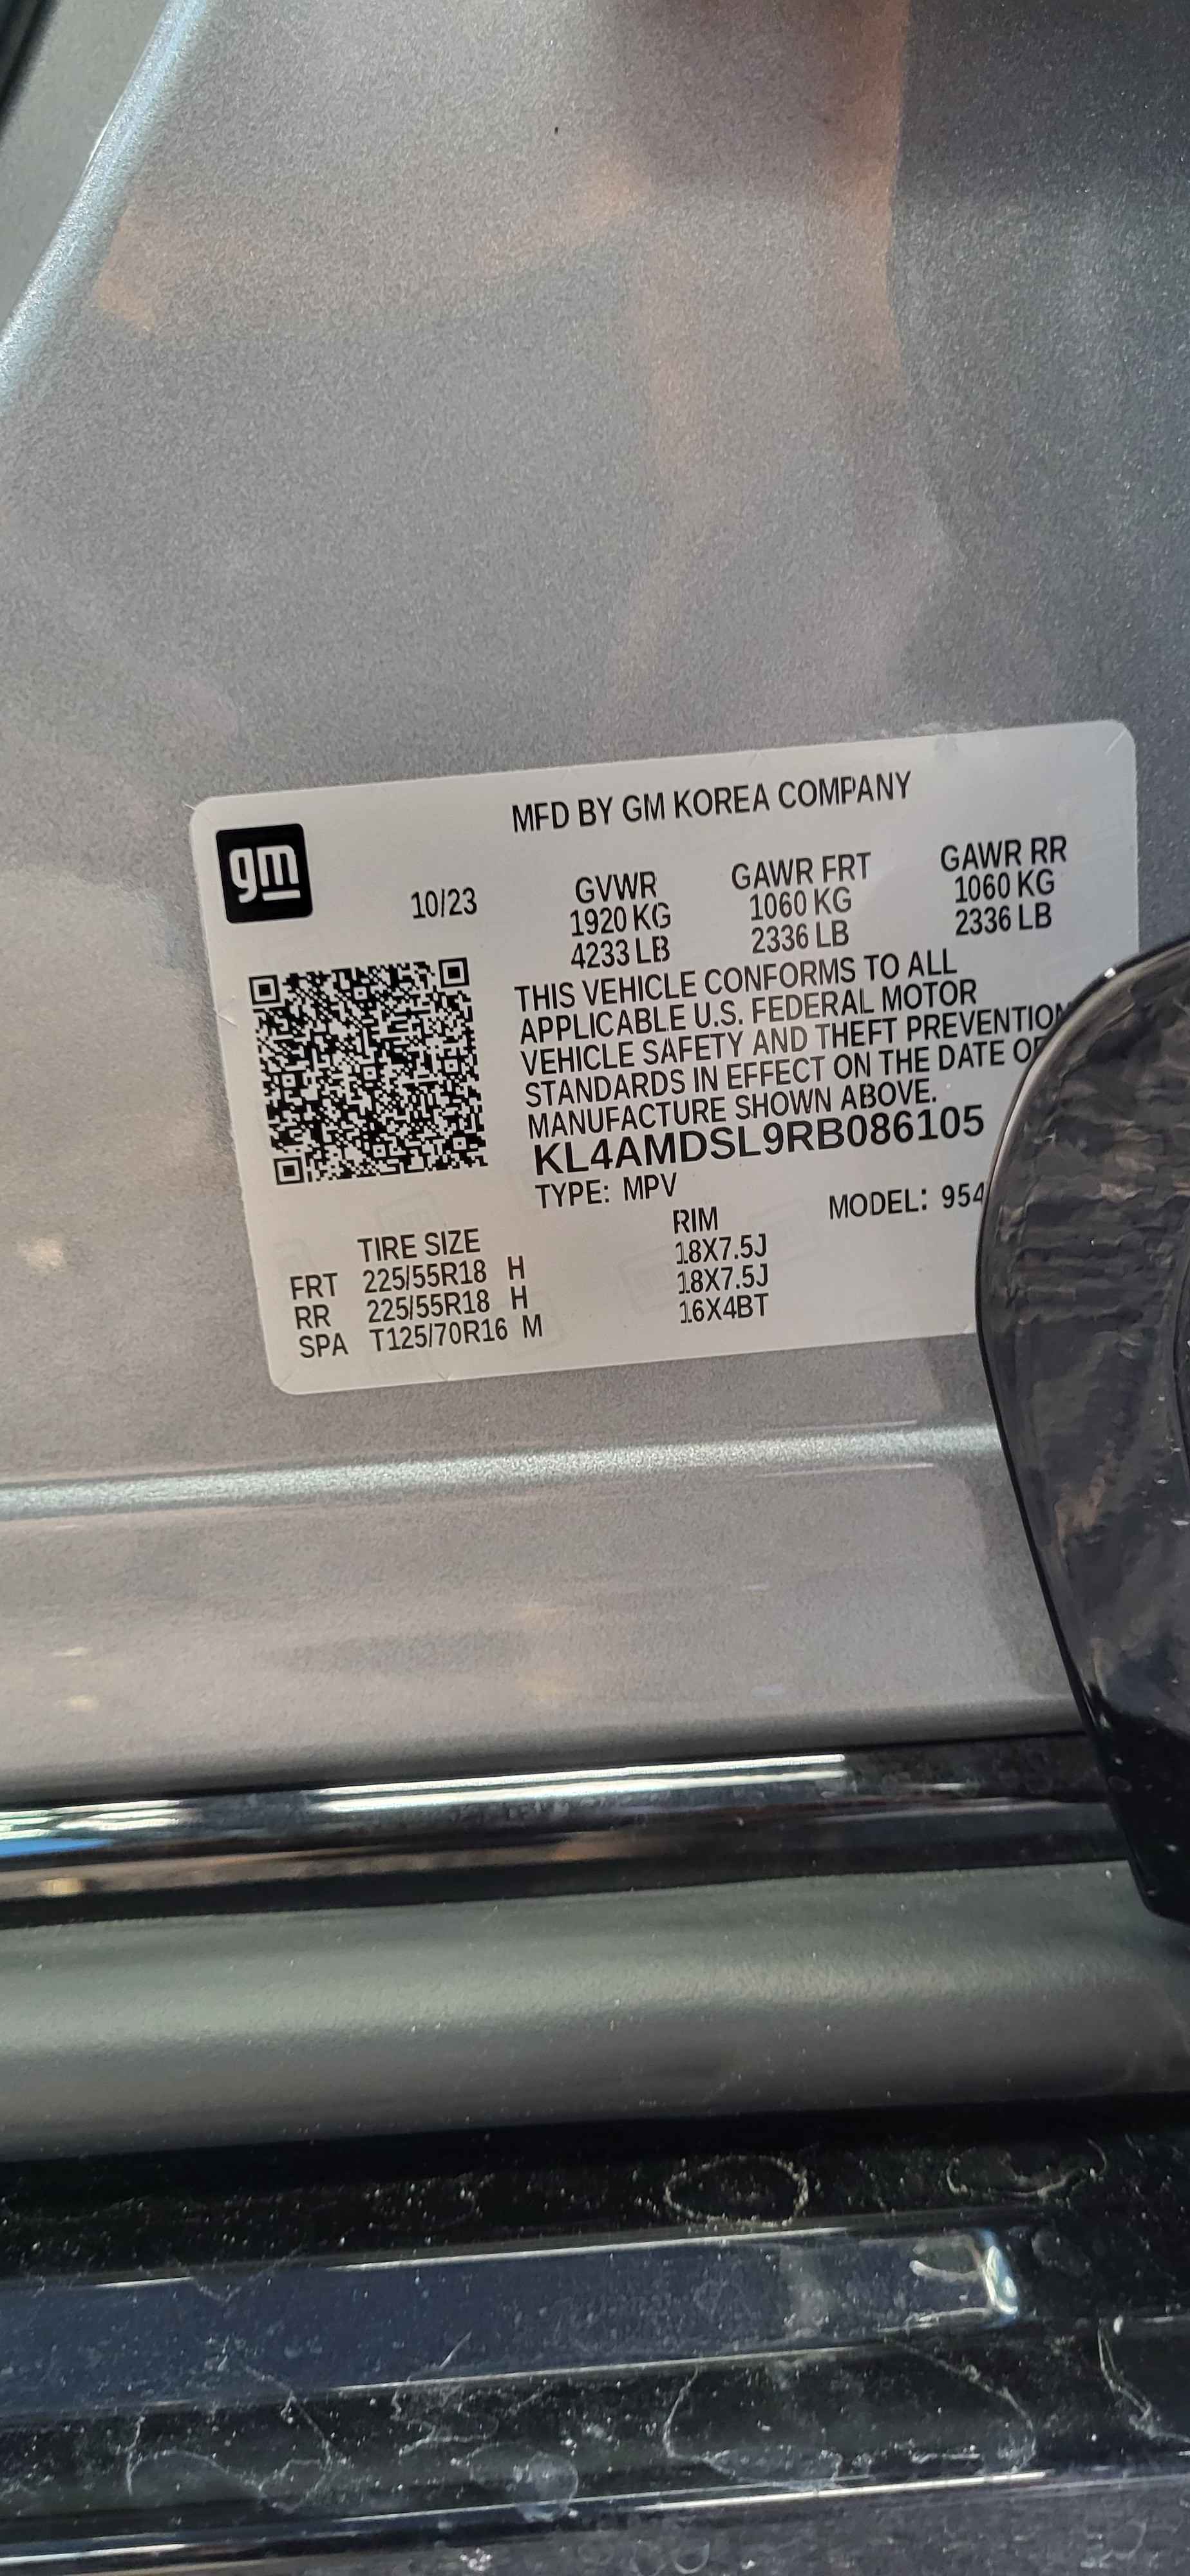 gm
MFD BY GM KOREA COMPANY
10/23
GVWR GAWR FRT GAWR RR
1920 KG 1060 KG 1060 KG
4233 LB 2336 LB 2336 LB
THIS VEHICLE CONFORMS TO ALL
APPLICABLE U.S. FEDERAL MOTOR
VEHICLE SAFETY AND THEFT PREVENTION
STANDARDS IN EFFECT ON THE DATE
MANUFACTURE SHOWN ABOVE.
KL4AMDSL9RB086105
TYPE: MPV MODEL: 954
TIRE SIZE RIM
FRT 225/55R18 H 18X7.5J
RR 225/55R18 H 18X7.5J
SPA T125/70R16 M 16X4BT